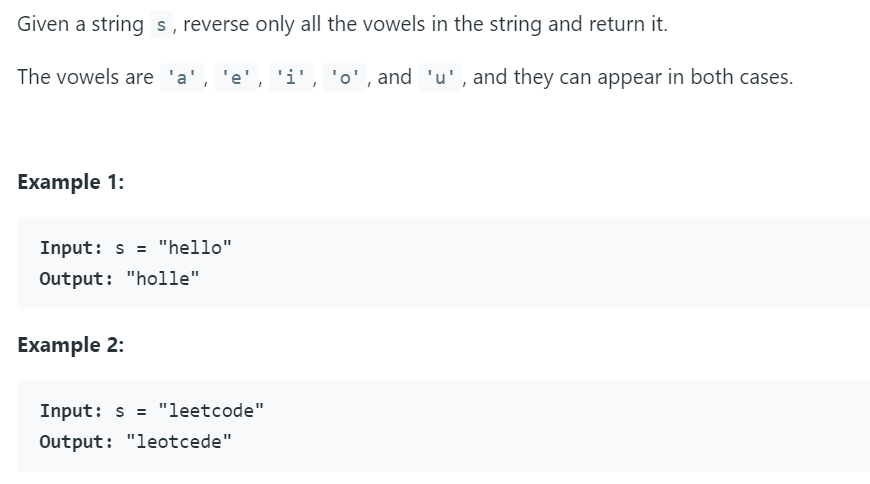 Given a string s, reverse only all the vowels in the string and return it.
The vowels are 'a', 'e', 'i', 'o', and 'u', and they can appear in both cases.
Example 1:
Input: s = "hello"
Output: "holle"
Example 2:
Input: s = "leetcode"
Output: "leotcede"